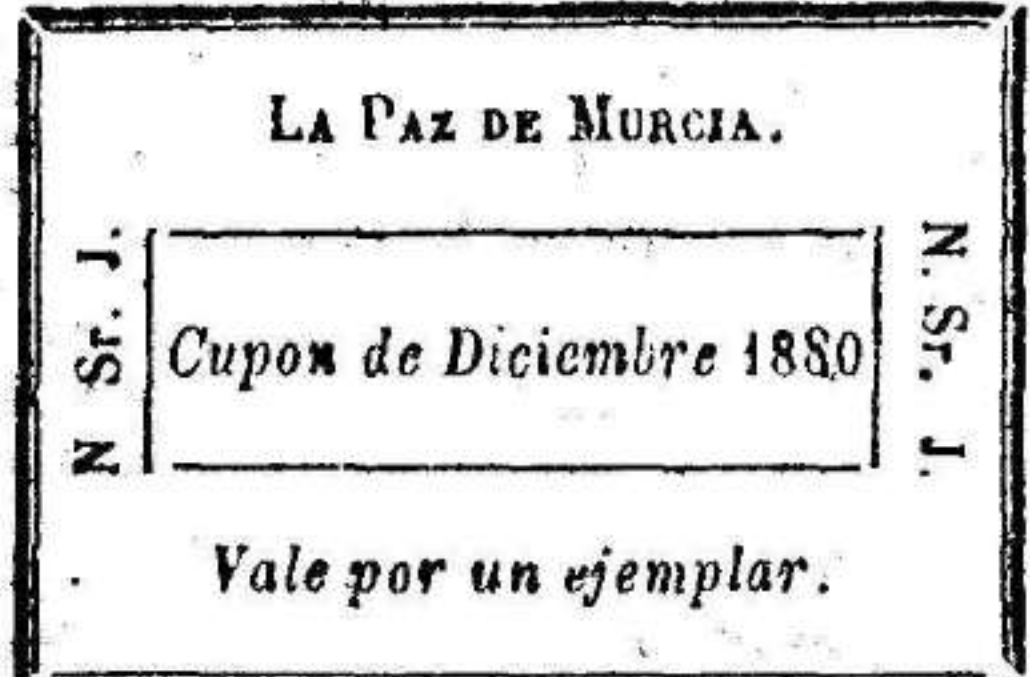 LA PAZ DE MURCIA.
N Sr. J.
Cupon de Diciembre 1880
N. Sr. J.
Vale por un ejemplar.